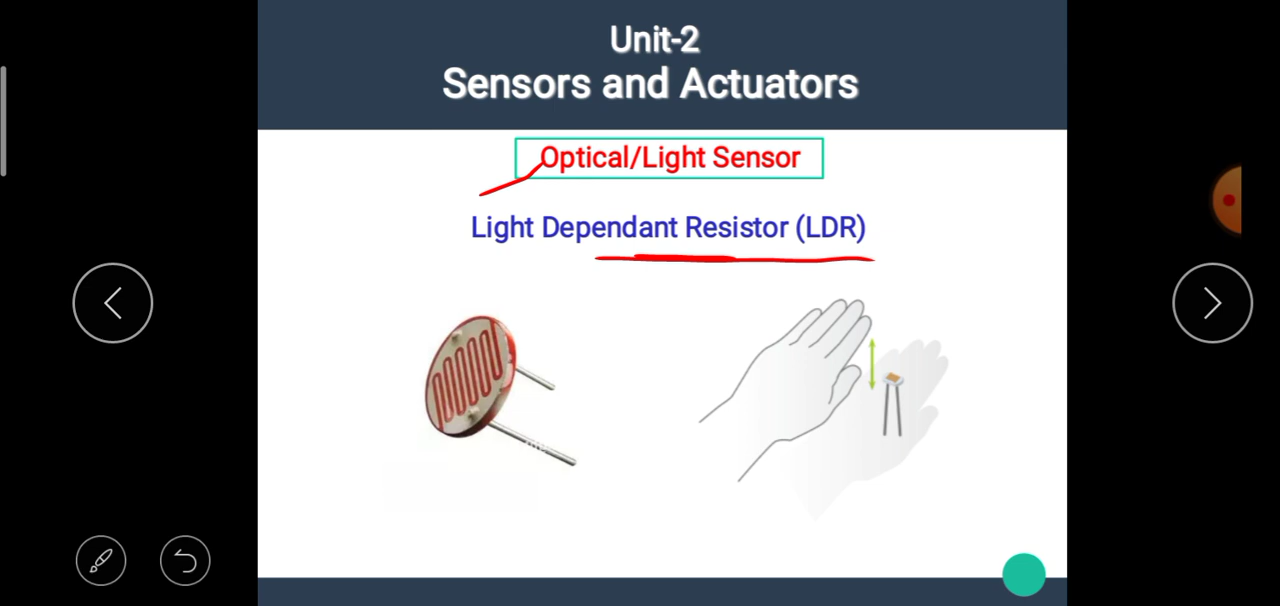 Unit-2
Sensors and Actuators
Optical/Light Sensor
Light Dependant Resistor (LDR)